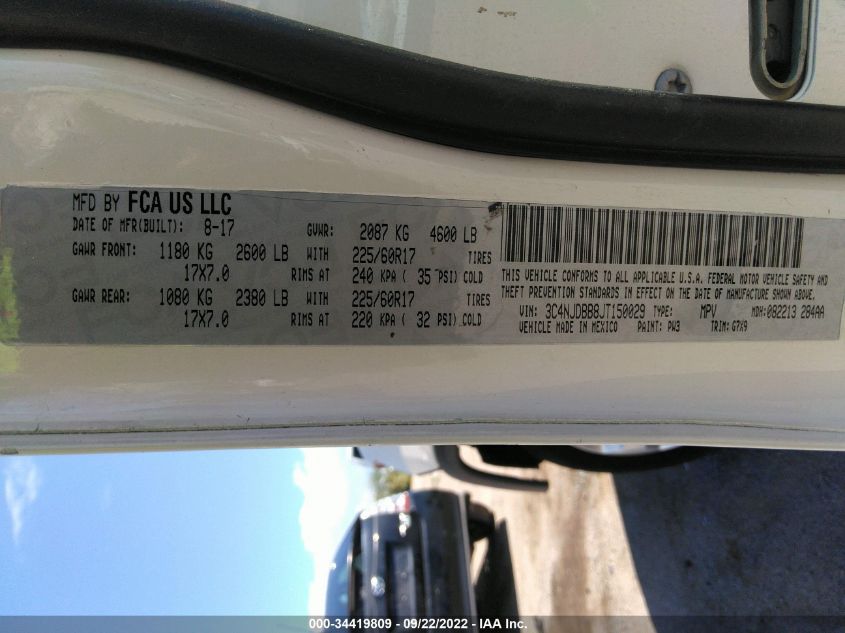 MFD BY FCA US LLC
DATE OF MFR(BUILT): 8-17 GVWR: 2087 KG 4600 LB
GAWR FRONT: 1180 KG 2600 LB WITH 225/60R17 TIRES
17X7.0 RIMS AT 240 KPA ( 35 PSI) COLD
GAWR REAR: 1080 KG 2380 LB WITH 225/60R17 TIRES
17X7.0 RIMS AT 220 KPA ( 32 PSI) COLD
THIS VEHICLE CONFORMS TO ALL APPLICABLE U.S.A. FEDERAL MOTOR VEHICLE SAFETY AND
THEFT PREVENTION STANDARDS IN EFFECT ON THE DATE OF MANUFACTURE SHOWN ABOVE.
VIN: 3C4NJDBB8JT150029 TYPE: MPV MDH: 082213 284AA
VEHICLE MADE IN MEXICO PAINT: PW3 TRIM: G7X9
000-34419809 - 09/22/2022 - IAA Inc.